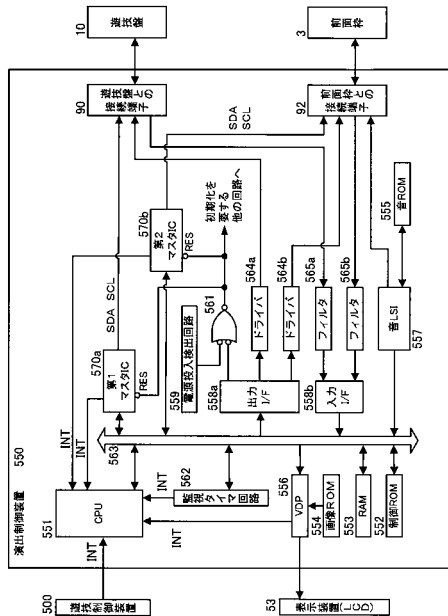 550
演出制御装置
10
遊技盤
3
前面枠
90
遊技盤との
接続端子
92
前面枠との
接続端子
SDA SCL
SDA
SCL
570a
第1
マスタIC
RES
570b
第2
マスタIC
RES
初期化を
要する
他の回路へ
INT
INT
563
559
電源投入検出回路
561
558a
出力
I/F
564a
ドライバ
564b
ドライバ
565a
フィルタ
565b
フィルタ
558b
入力
I/F
555
音ROM
音LSI
557
551
CPU
INT
562
監視タイマ回路
INT
INT
500
遊技制御装置
556
VDP
554
画像ROM
553
RAM
552
制御ROM
53
表示装置(LCD)